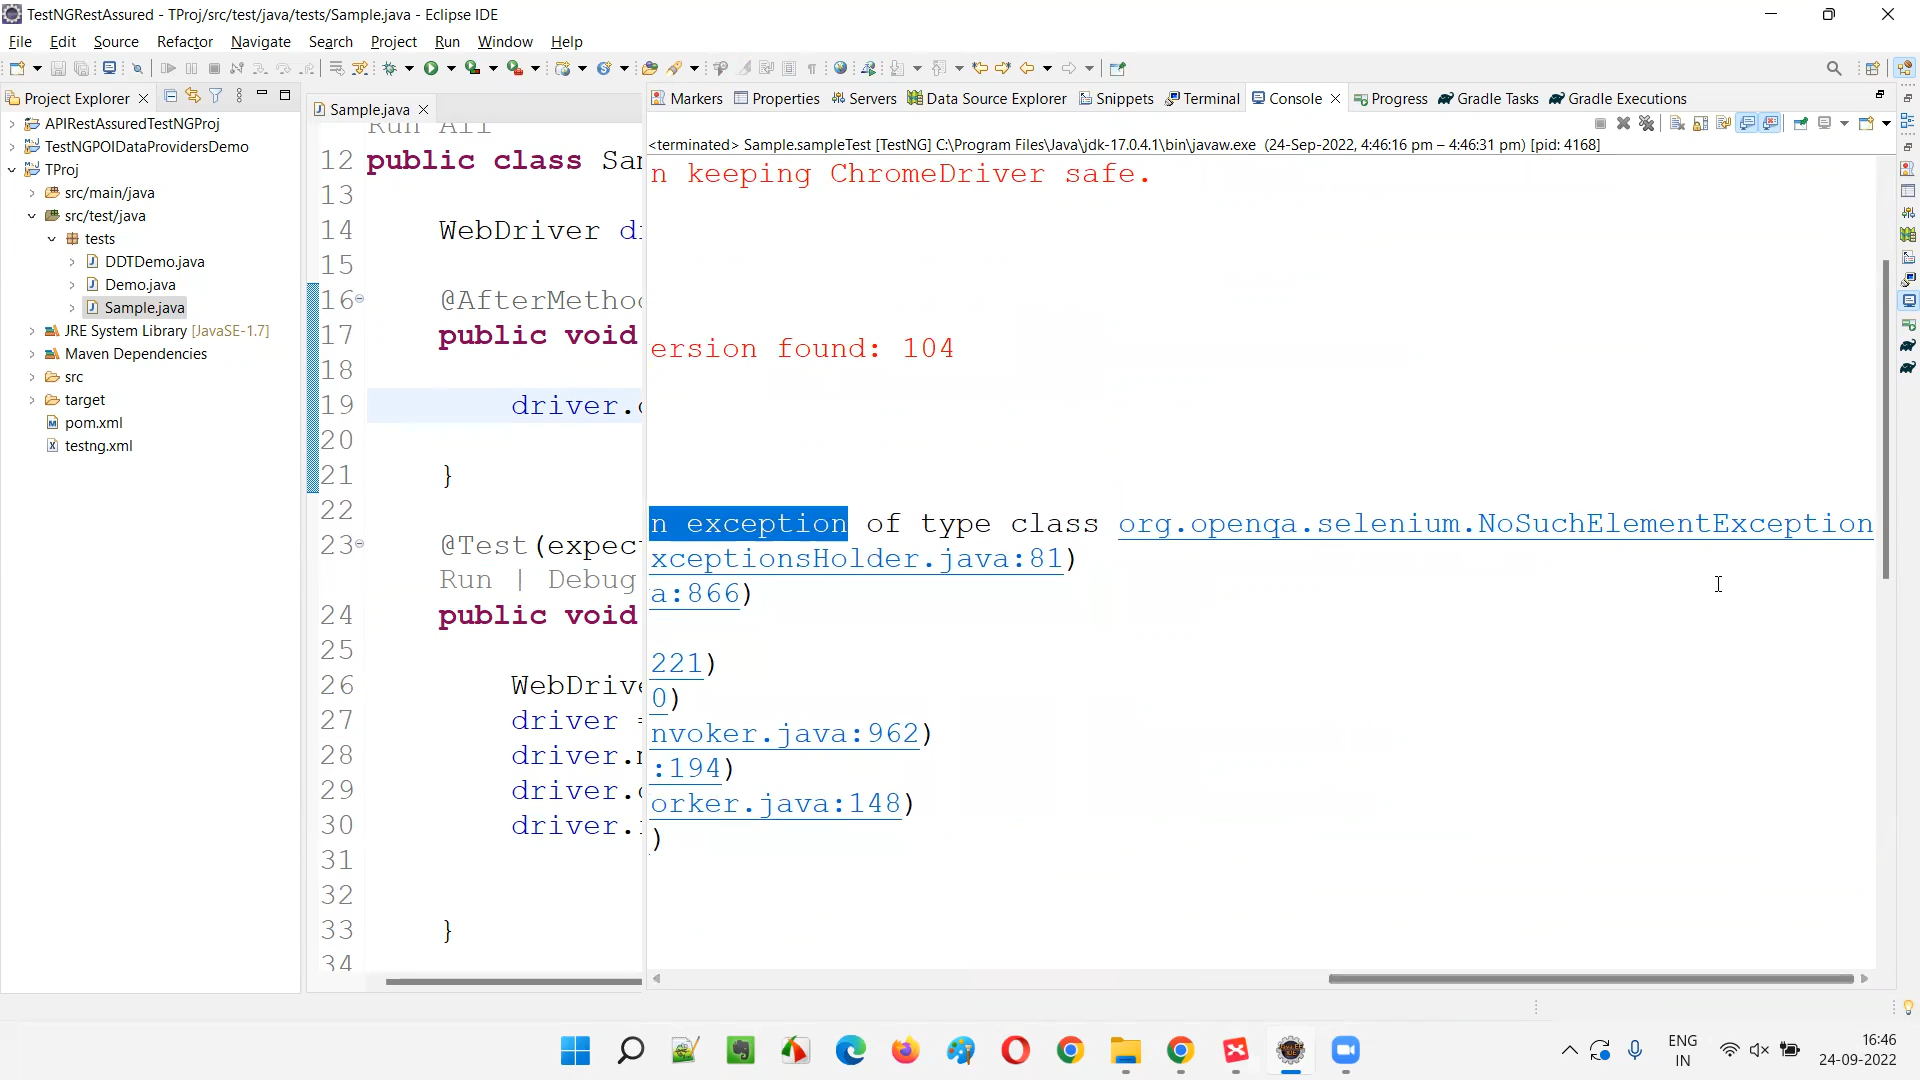 TestNGRestAssured - TProj/src/test/java/tests/Sample.java - Eclipse IDE
File Edit Source Refactor Navigate Search Project Run Window Help
Project Explorer
APIRestAssuredTestNGProj
TestNGPOIDataProvidersDemo
TProj
src/main/java
src/test/java
tests
DDTDemo.java
Demo.java
Sample.java
JRE System Library [JavaSE-1.7]
Maven Dependencies
src
target
pom.xml
testng.xml
Sample.java
Run All
12 public class Sam
13
14 WebDriver d
15
16 @AfterMetho
17 public void
18
19 driver.
20
21 }
22
23 @Test(expec
Run | Debug
24 public void
25
26 WebDrive
27 driver =
28 driver.
29 driver.
30 driver.
31
32
33 }
34
Markers Properties Servers Data Source Explorer Snippets Terminal Console Progress Gradle Tasks Gradle Executions
<terminated> Sample.sampleTest [TestNG] C:\Program Files\Java\jdk-17.0.4.1\bin\javaw.exe (24-Sep-2022, 4:46:16 pm – 4:46:31 pm) [pid: 4168]
n keeping ChromeDriver safe.
ersion found: 104
n exception of type class org.openqa.selenium.NoSuchElementException
xceptionsHolder.java:81)
a:866)
221)
0)
nvoker.java:962)
:194)
orker.java:148)
)
ENG
IN
16:46
24-09-2022